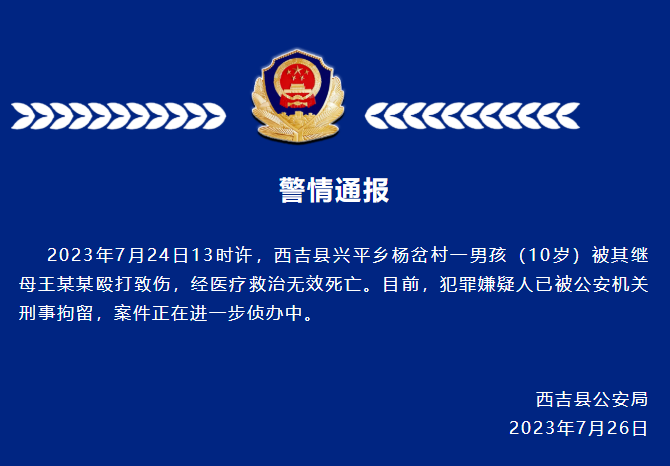 警情通报
2023年7月24日13时许，西吉县兴平乡杨岔村一男孩（10岁）被其继
母王某某殴打致伤，经医疗救治无效死亡。目前，犯罪嫌疑人已被公安机关
刑事拘留，案件正在进一步侦办中。
西吉县公安局
2023年7月26日